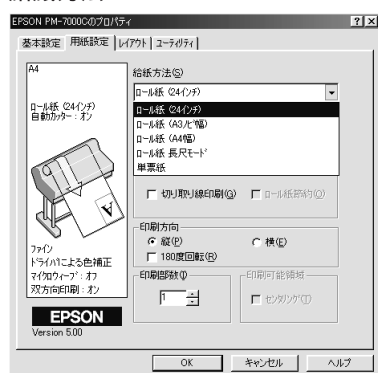 EPSON PM-7000Cのプロパティ
基本設定 用紙設定 レイアウト ユーティリティ
A4
ロール紙 (24インチ)
自動カッター : オン
ファイン
ドライバによる色補正
マイクロウィーブ : オフ
双方向印刷 : オン
EPSON
Version 5.00
給紙方法(S)
ロール紙 (24インチ)
ロール紙 (24インチ)
ロール紙 (A3ノビ幅)
ロール紙 (A4幅)
ロール紙 長尺モード
単票紙
切り取り線印刷(G) ロール紙節約(O)
印刷方向
縦(P) 横(E)
180度回転(R)
印刷部数(I)
1
印刷可能領域
センタリング(T)
OK キャンセル ヘルプ